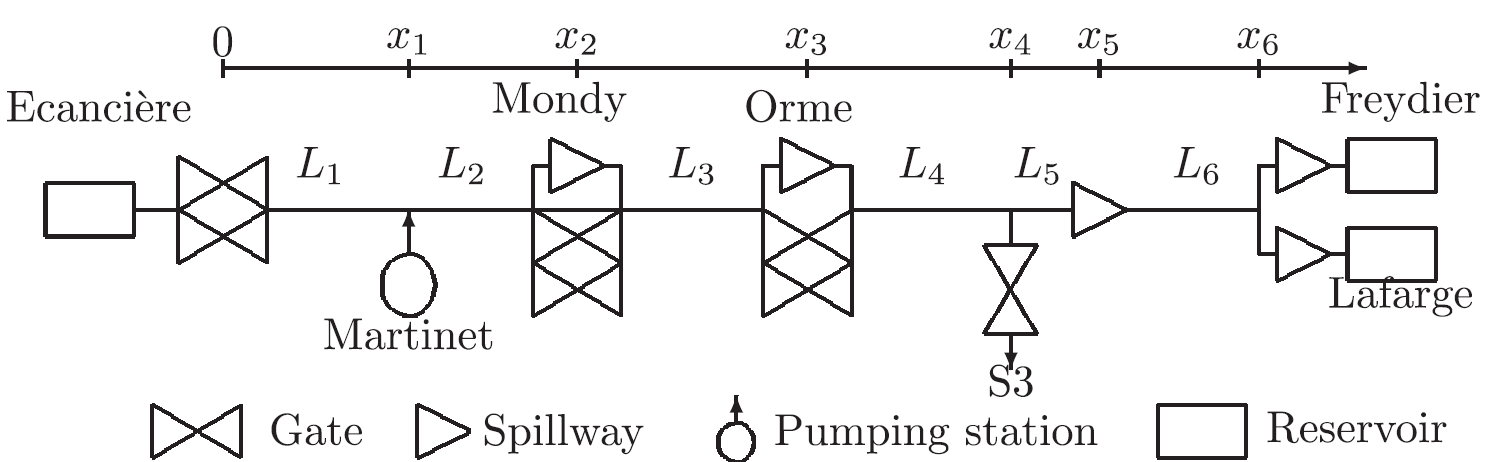 0 x₁ x₂ x₃ x₄ x₅ x₆
Ecancière Mondy Orme Freydier
L₁ L₂ L₃ L₄ L₅ L₆
Lafarge
Martinet
S3
Gate Spillway Pumping station Reservoir